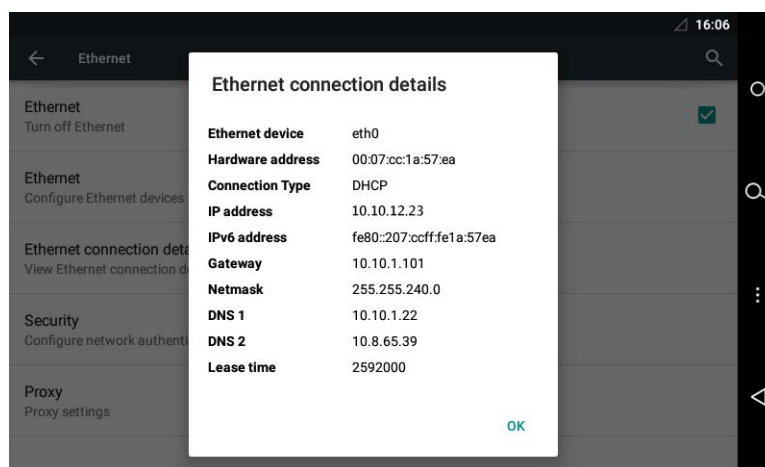 16:06
Ethernet
Ethernet
Turn off Ethernet
Ethernet
Configure Ethernet devices
Ethernet connection deta
View Ethernet connection d
Security
Configure network authenti
Proxy
Proxy settings
Ethernet connection details
Ethernet device eth0
Hardware address 00:07:cc:1a:57:ea
Connection Type DHCP
IP address 10.10.12.23
IPv6 address fe80::207:ccff:fe1a:57ea
Gateway 10.10.1.101
Netmask 255.255.240.0
DNS 1 10.10.1.22
DNS 2 10.8.65.39
Lease time 2592000
OK